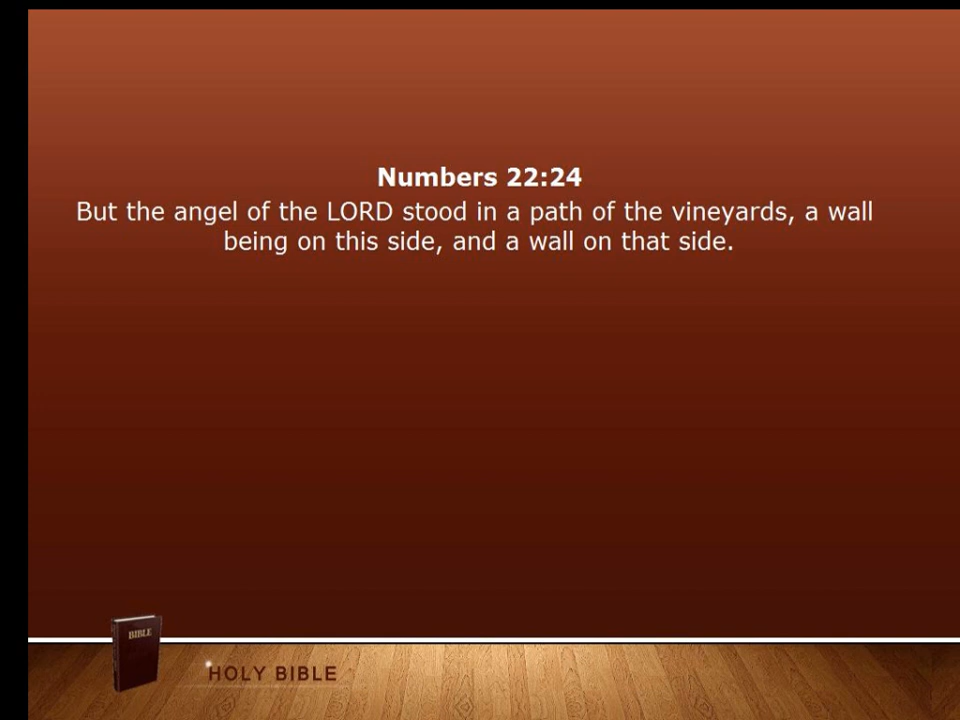 Numbers 22:24
But the angel of the LORD stood in a path of the vineyards, a wall
being on this side, and a wall on that side.
BIBLE
HOLY BIBLE